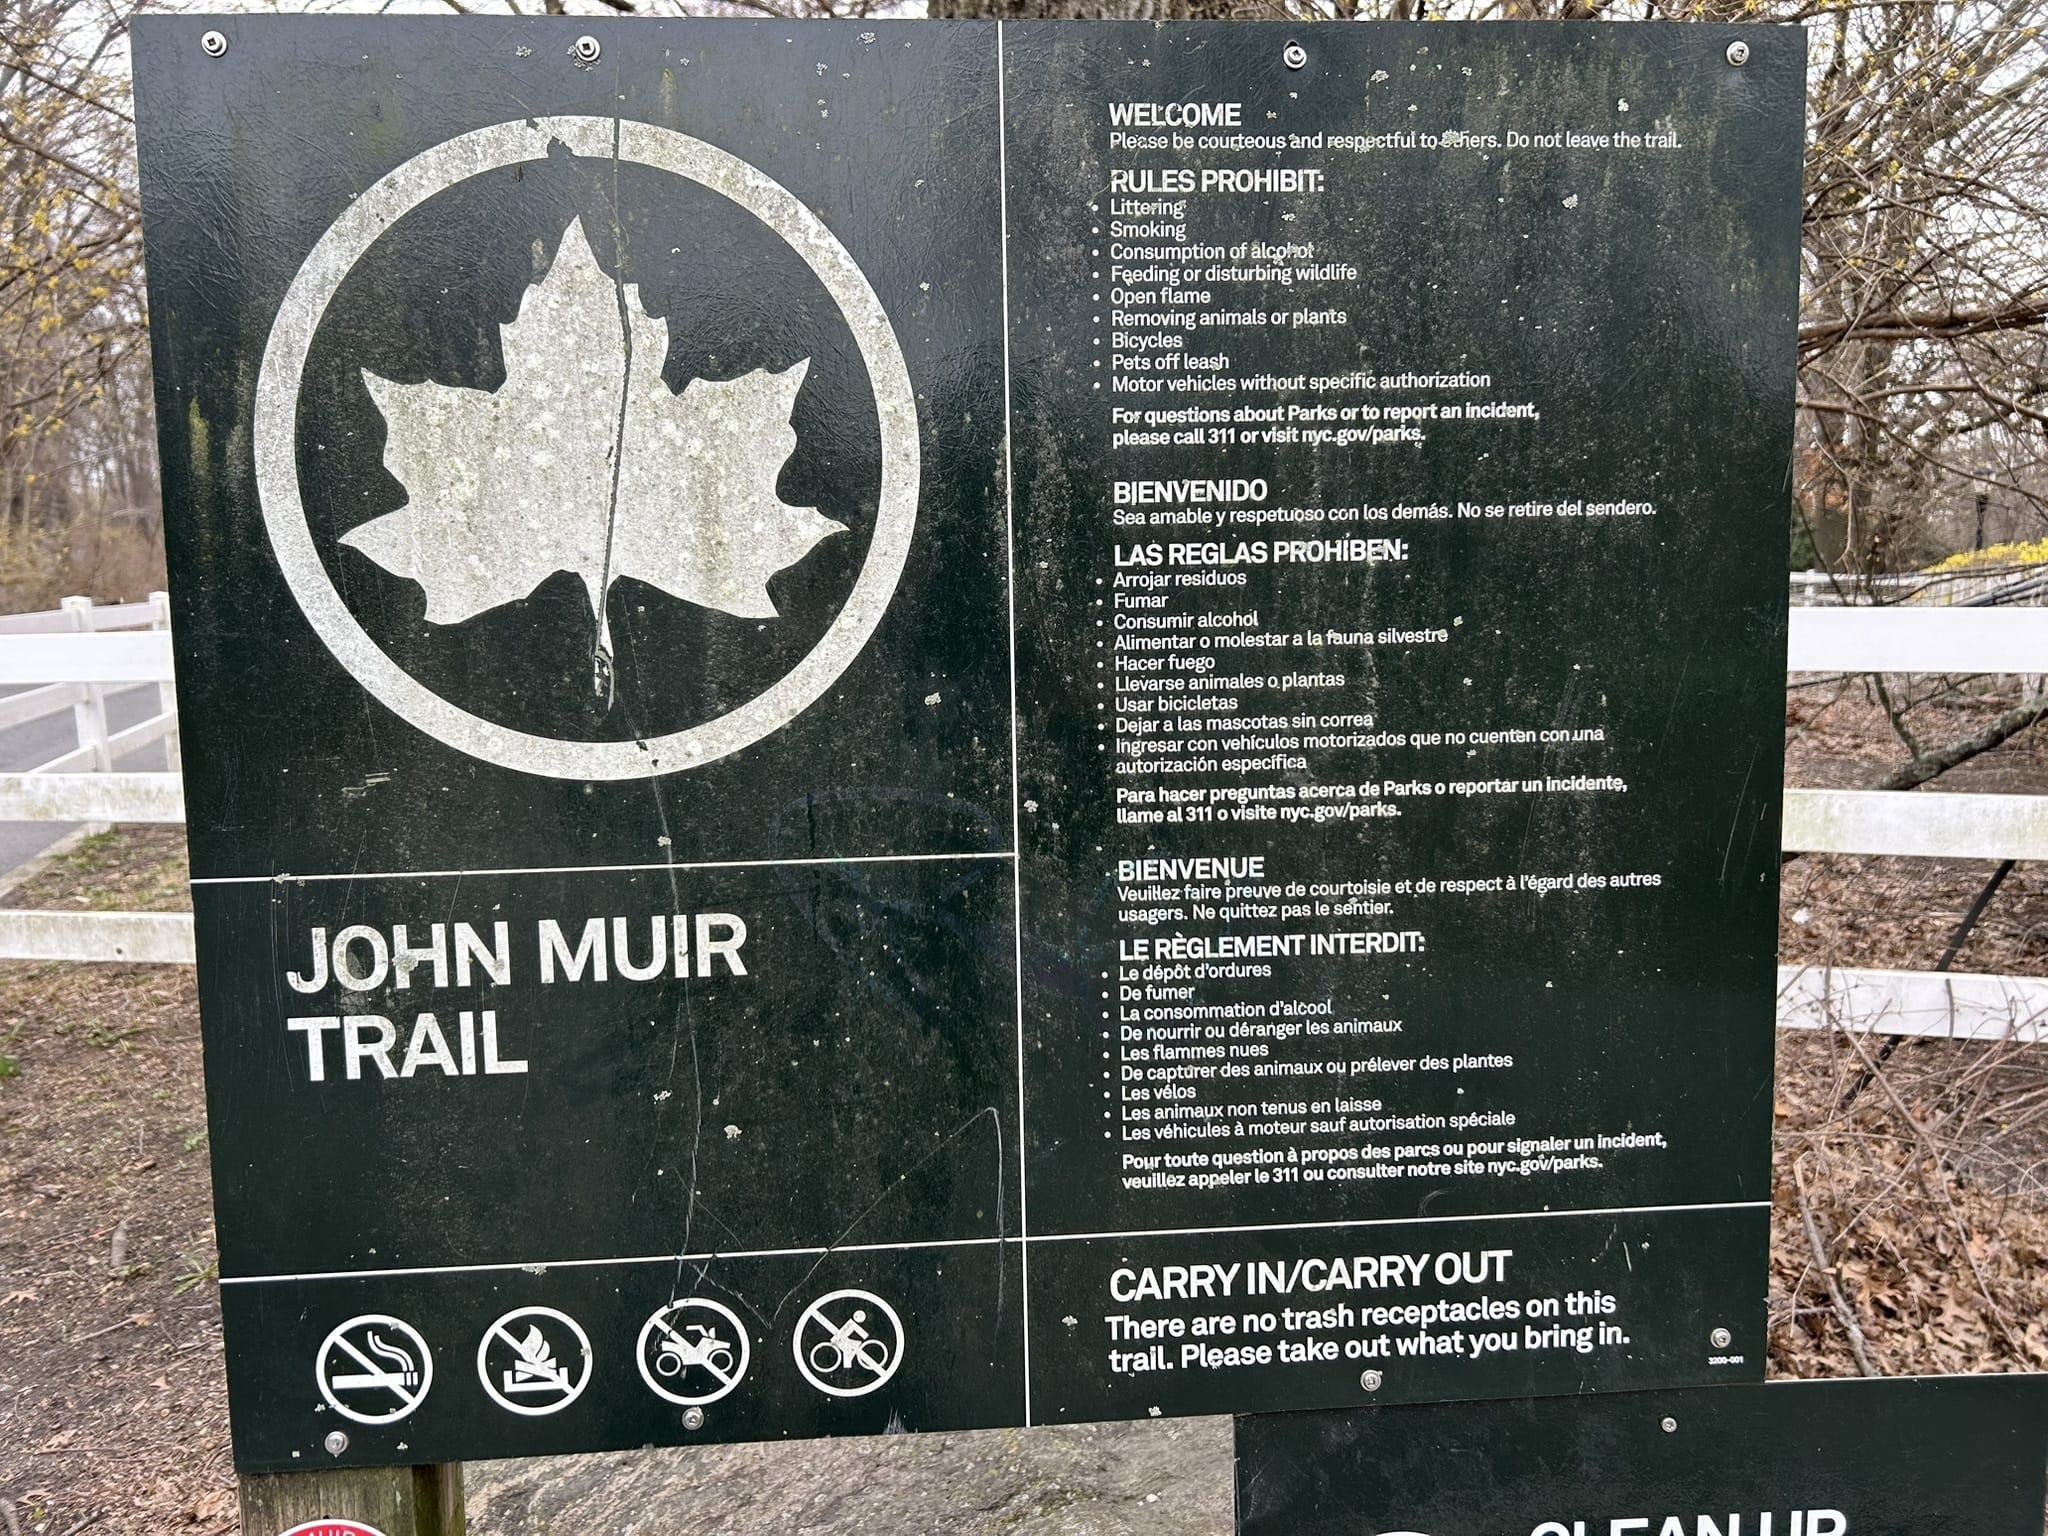 WELCOME
Please be courteous and respectful to others. Do not leave the trail.
RULES PROHIBIT:
• Littering
• Smoking
• Consumption of alcohol
• Feeding or disturbing wildlife
• Open flame
• Removing animals or plants
• Bicycles
• Pets off leash
• Motor vehicles without specific authorization
For questions about Parks or to report an incident,
please call 311 or visit nyc.gov/parks.
BIENVENIDO
Sea amable y respetuoso con los demás. No se retire del sendero.
LAS REGLAS PROHÍBEN:
• Arrojar residuos
• Fumar
• Consumir alcohol
• Alimentar o molestar a la fauna silvestre
• Hacer fuego
• Llevarse animales o plantas
• Usar bicicletas
• Dejar a las mascotas sin correa
• Ingresar con vehículos motorizados que no cuenten con una
autorización específica
Para hacer preguntas acerca de Parks o reportar un incidente,
llame al 311 o visite nyc.gov/parks.
BIENVENUE
Veuillez faire preuve de courtoisie et de respect à l'égard des autres
usagers. Ne quittez pas le sentier.
LE RÈGLEMENT INTERDIT:
• Le dépôt d'ordures
• De fumer
• La consommation d'alcool
• De nourrir ou déranger les animaux
• Les flammes nues
• De capturer des animaux ou prélever des plantes
• Les vélos
• Les animaux non tenus en laisse
• Les véhicules à moteur sauf autorisation spéciale
Pour toute question à propos des parcs ou pour signaler un incident,
veuillez appeler le 311 ou consulter notre site nyc.gov/parks.
JOHN MUIR
TRAIL
CARRY IN/CARRY OUT
There are no trash receptacles on this
trail. Please take out what you bring in.
3200-001
CLEAN UP